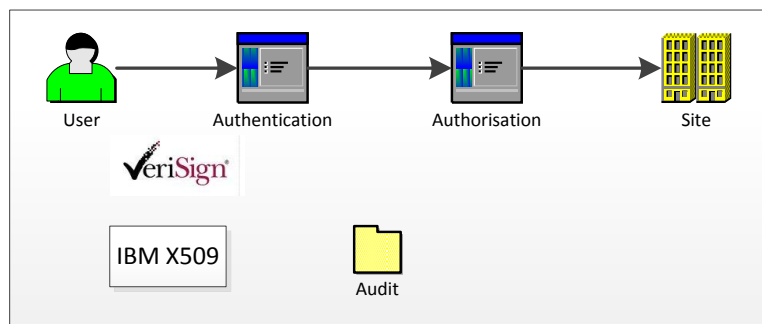 User
Authentication
Authorisation
Site
VeriSign®
IBM X509
Audit